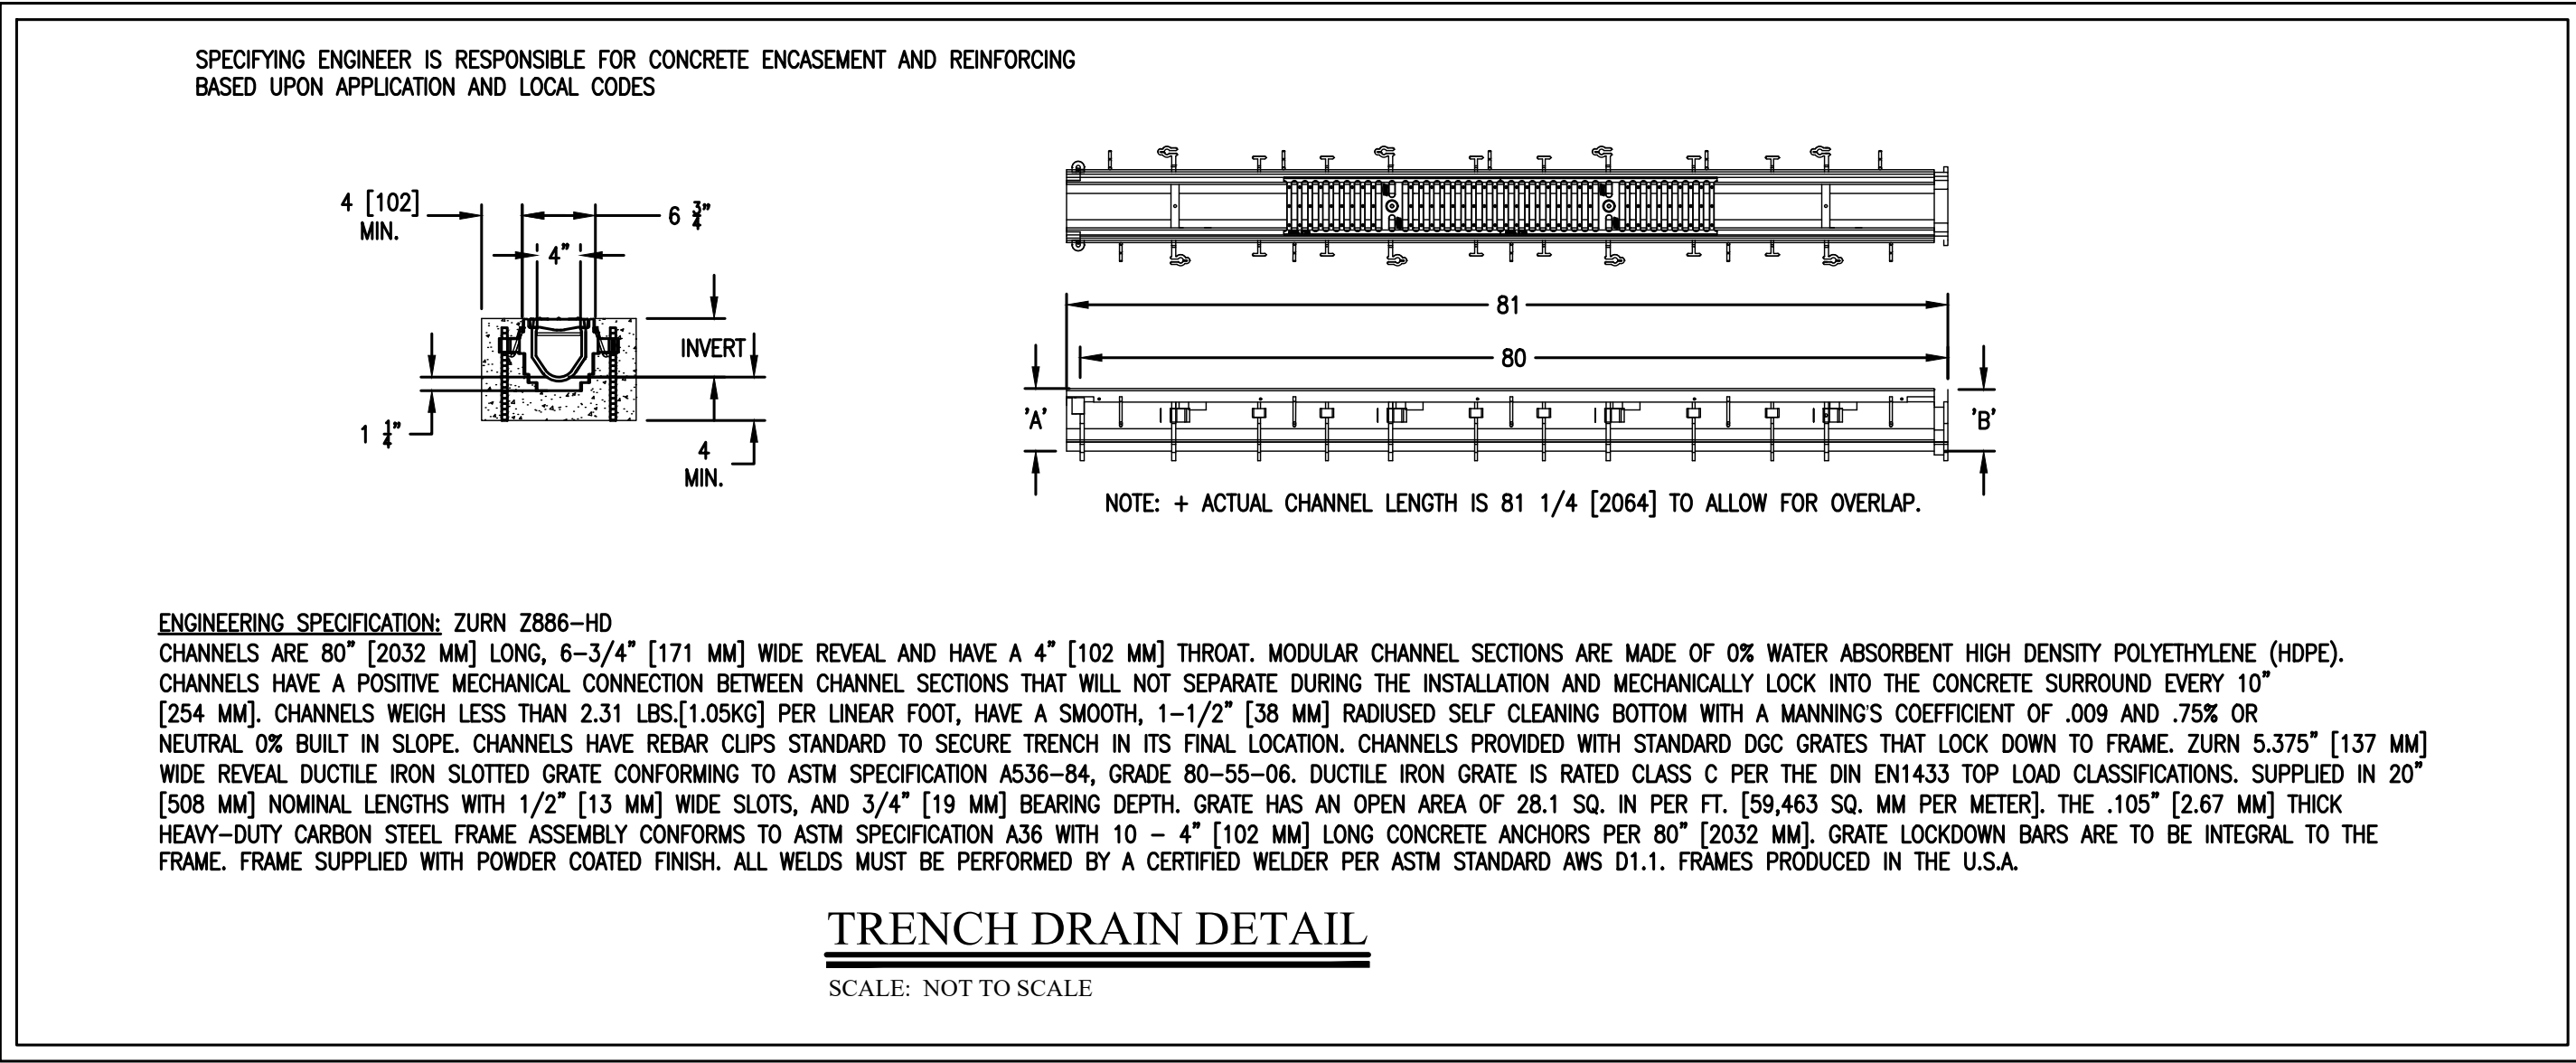 SPECIFYING ENGINEER IS RESPONSIBLE FOR CONCRETE ENCASEMENT AND REINFORCING
BASED UPON APPLICATION AND LOCAL CODES
4 [102]
MIN.
6 3/4"
4"
INVERT
1 1/4"
4
MIN.
81
80
'A'
'B'
NOTE: + ACTUAL CHANNEL LENGTH IS 81 1/4 [2064] TO ALLOW FOR OVERLAP.
ENGINEERING SPECIFICATION: ZURN Z886-HD
CHANNELS ARE 80" [2032 MM] LONG, 6-3/4" [171 MM] WIDE REVEAL AND HAVE A 4" [102 MM] THROAT. MODULAR CHANNEL SECTIONS ARE MADE OF 0% WATER ABSORBENT HIGH DENSITY POLYETHYLENE (HDPE).
CHANNELS HAVE A POSITIVE MECHANICAL CONNECTION BETWEEN CHANNEL SECTIONS THAT WILL NOT SEPARATE DURING THE INSTALLATION AND MECHANICALLY LOCK INTO THE CONCRETE SURROUND EVERY 10"
[254 MM]. CHANNELS WEIGH LESS THAN 2.31 LBS.[1.05KG] PER LINEAR FOOT, HAVE A SMOOTH, 1-1/2" [38 MM] RADIUSED SELF CLEANING BOTTOM WITH A MANNING'S COEFFICIENT OF .009 AND .75% OR
NEUTRAL 0% BUILT IN SLOPE. CHANNELS HAVE REBAR CLIPS STANDARD TO SECURE TRENCH IN ITS FINAL LOCATION. CHANNELS PROVIDED WITH STANDARD DGC GRATES THAT LOCK DOWN TO FRAME. ZURN 5.375" [137 MM]
WIDE REVEAL DUCTILE IRON SLOTTED GRATE CONFORMING TO ASTM SPECIFICATION A536-84, GRADE 80-55-06. DUCTILE IRON GRATE IS RATED CLASS C PER THE DIN EN1433 TOP LOAD CLASSIFICATIONS. SUPPLIED IN 20"
[508 MM] NOMINAL LENGTHS WITH 1/2" [13 MM] WIDE SLOTS, AND 3/4" [19 MM] BEARING DEPTH. GRATE HAS AN OPEN AREA OF 28.1 SQ. IN PER FT. [59,463 SQ. MM PER METER]. THE .105" [2.67 MM] THICK
HEAVY-DUTY CARBON STEEL FRAME ASSEMBLY CONFORMS TO ASTM SPECIFICATION A36 WITH 10 - 4" [102 MM] LONG CONCRETE ANCHORS PER 80" [2032 MM]. GRATE LOCKDOWN BARS ARE TO BE INTEGRAL TO THE
FRAME. FRAME SUPPLIED WITH POWDER COATED FINISH. ALL WELDS MUST BE PERFORMED BY A CERTIFIED WELDER PER ASTM STANDARD AWS D1.1. FRAMES PRODUCED IN THE U.S.A.
TRENCH DRAIN DETAIL
SCALE: NOT TO SCALE